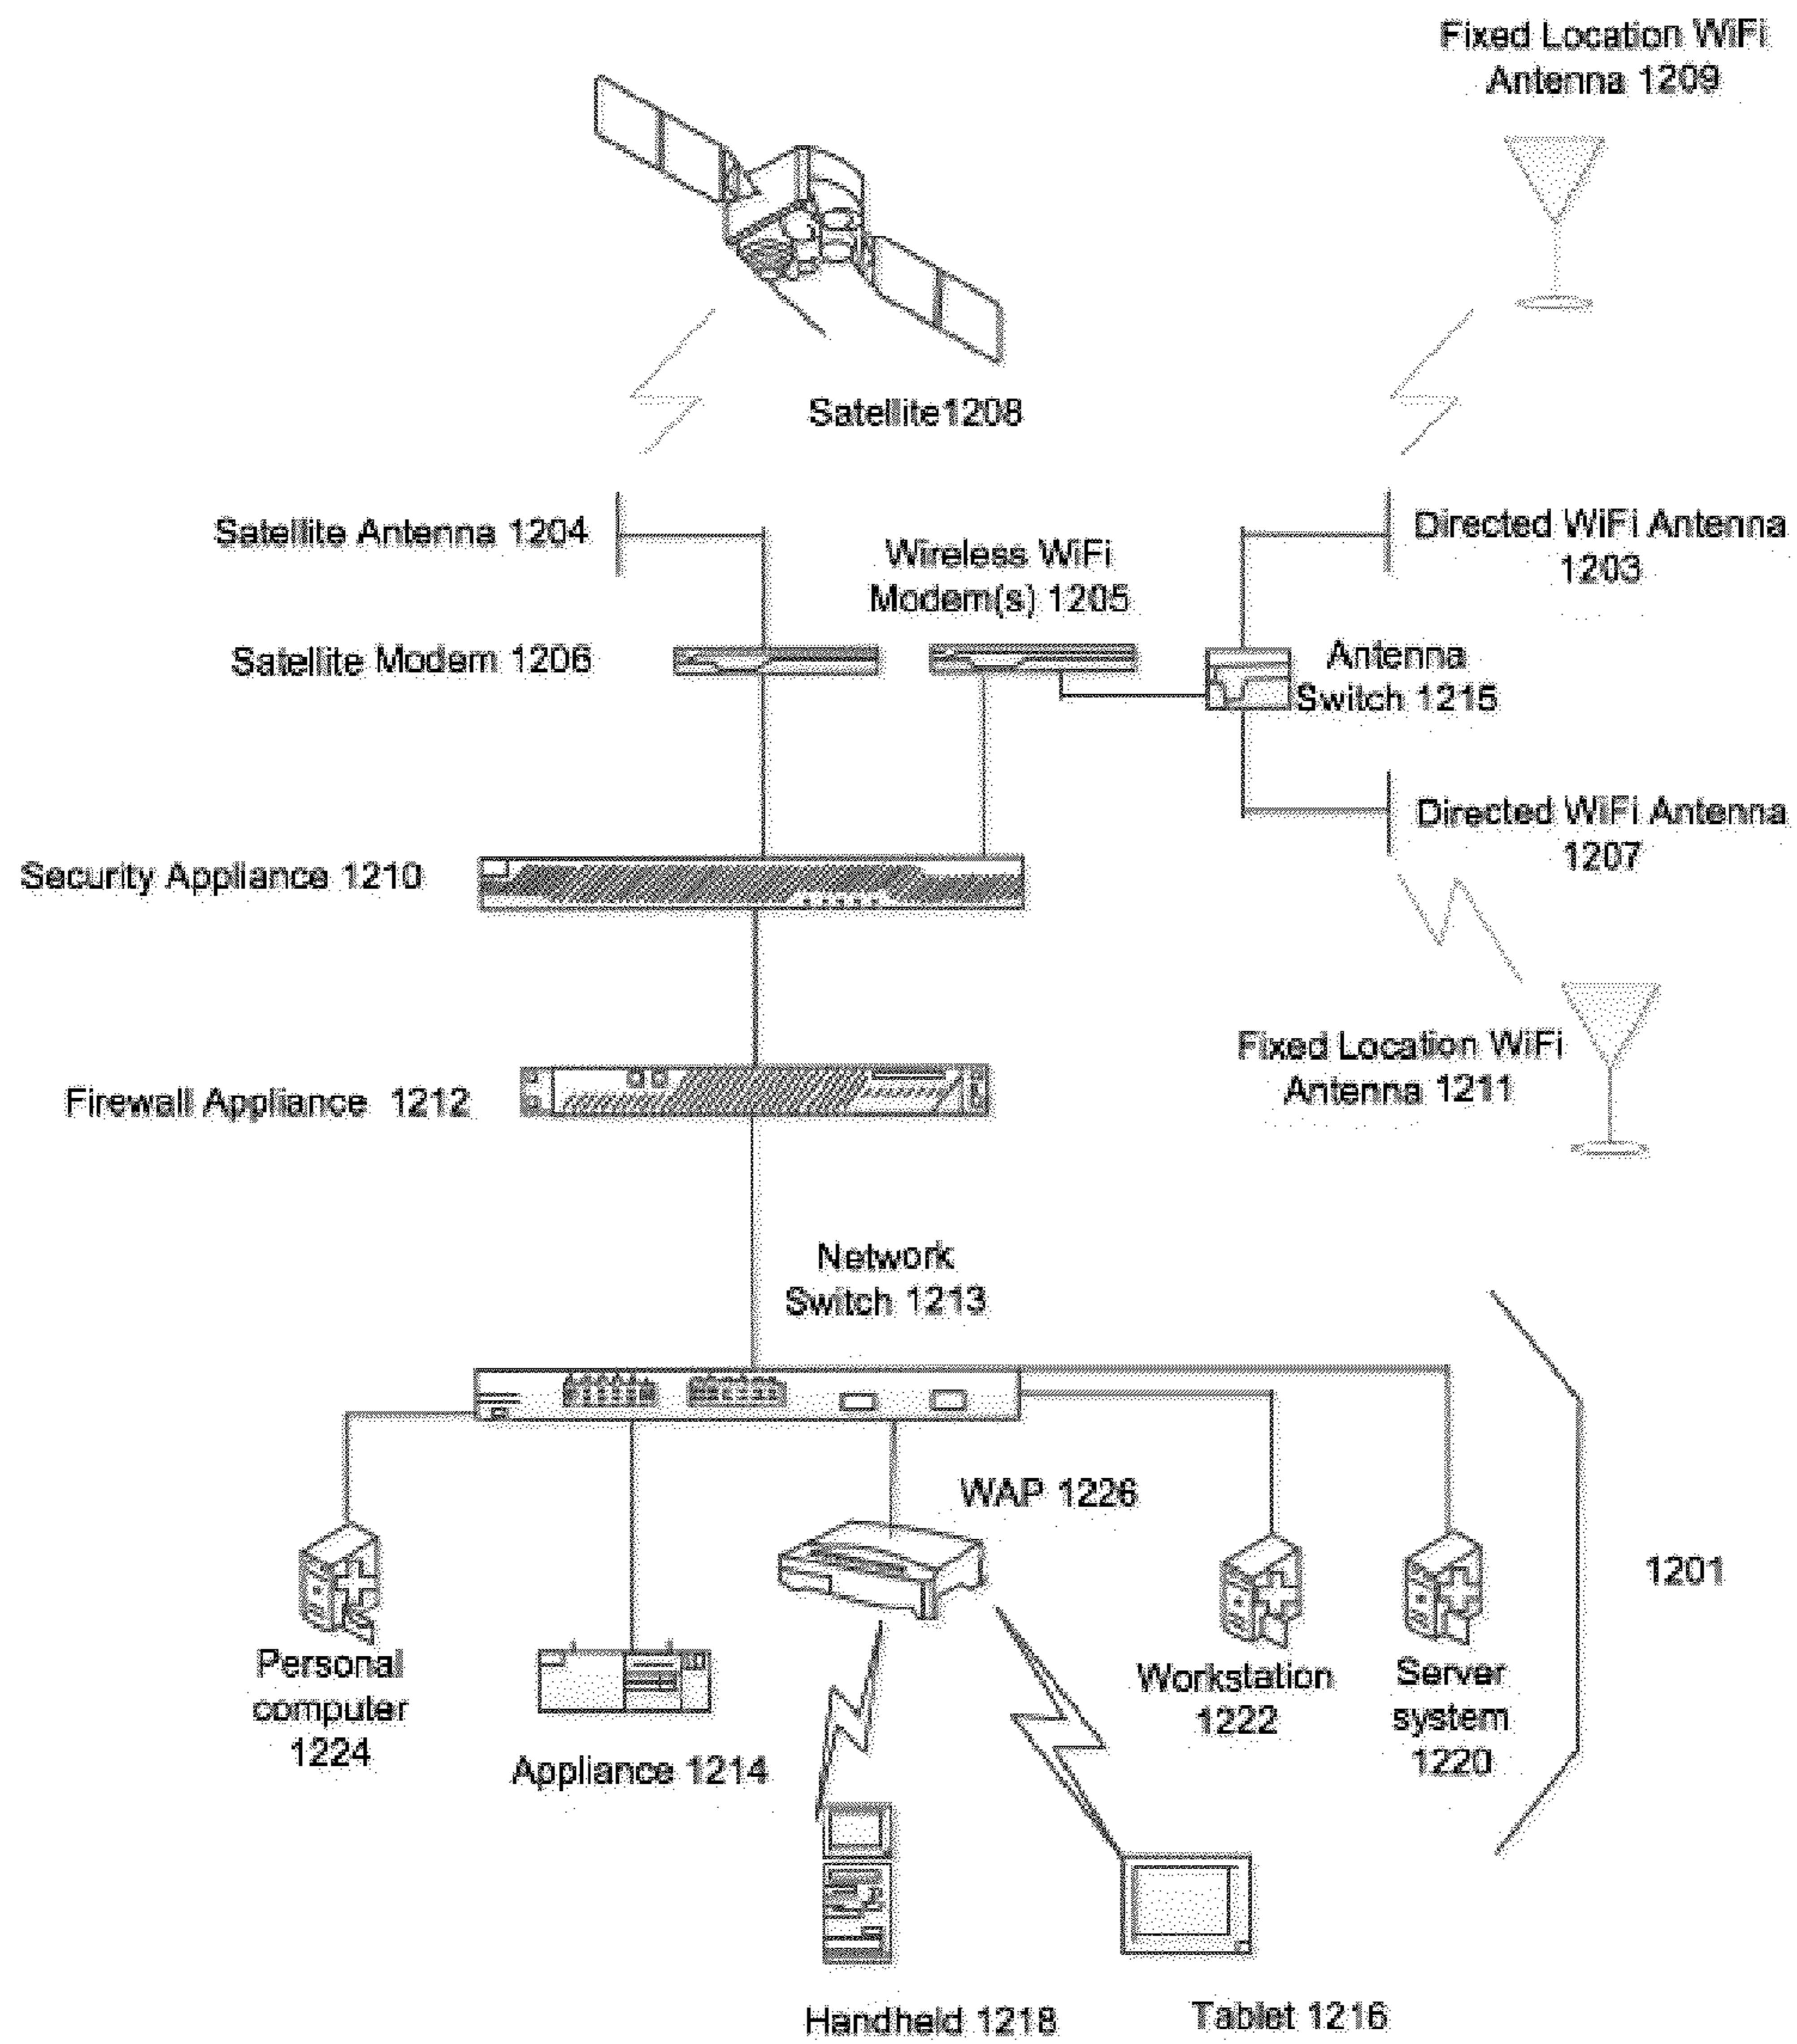 Fixed Location WiFi
Antenna 1209
Satellite1208
Satellite Antenna 1204
Directed WiFi Antenna
1203
Wireless WiFi
Modem(s) 1205
Satellite Modem 1206
Antenna
Switch 1215
Directed WiFi Antenna
1207
Security Appliance 1210
Fixed Location WiFi
Antenna 1211
Firewall Appliance 1212
Network
Switch 1213
WAP 1226
1201
Personal
computer
1224
Appliance 1214
Workstation
1222
Server
system
1220
Handheld 1218
Tablet 1216